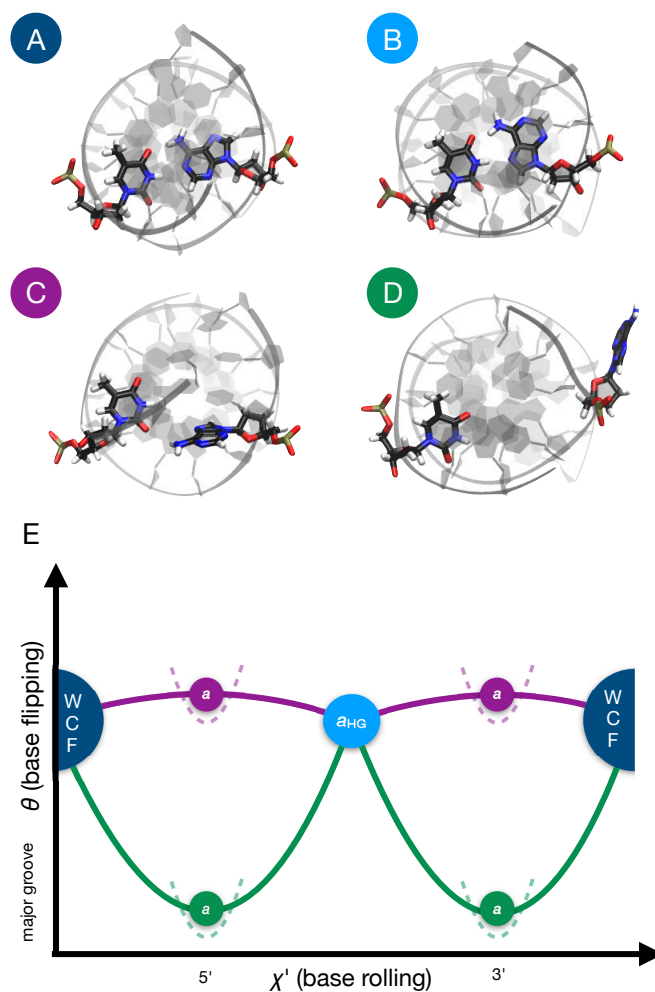 A
B
C
D
E
θ (base flipping)
major groove
W
C
F
a
aHG
a
W
C
F
a
a
5'
χ' (base rolling)
3'